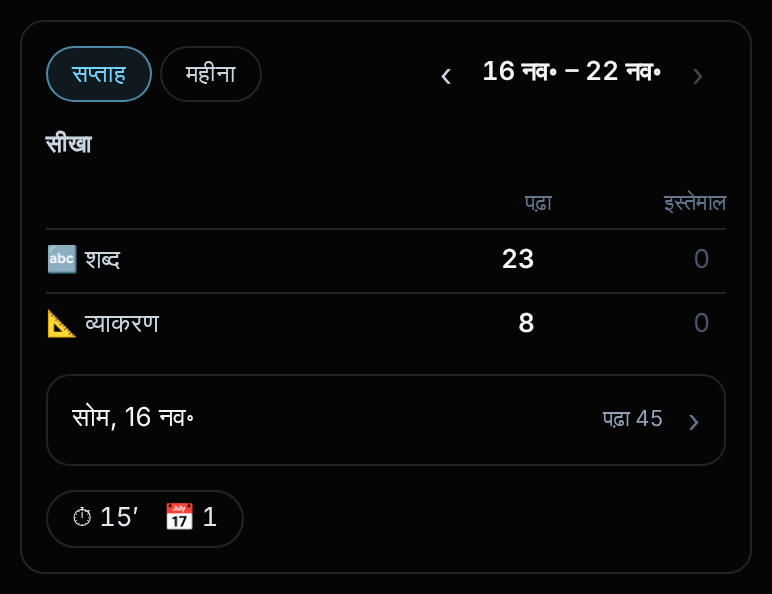 सप्ताह महीना ‹ 16 नव॰ – 22 नव॰ ›
सीखा
पढ़ा इस्तेमाल
🔤 शब्द 23 0
📐 व्याकरण 8 0
सोम, 16 नव॰ पढ़ा 45 ›
⏱ 15′ 📅 1